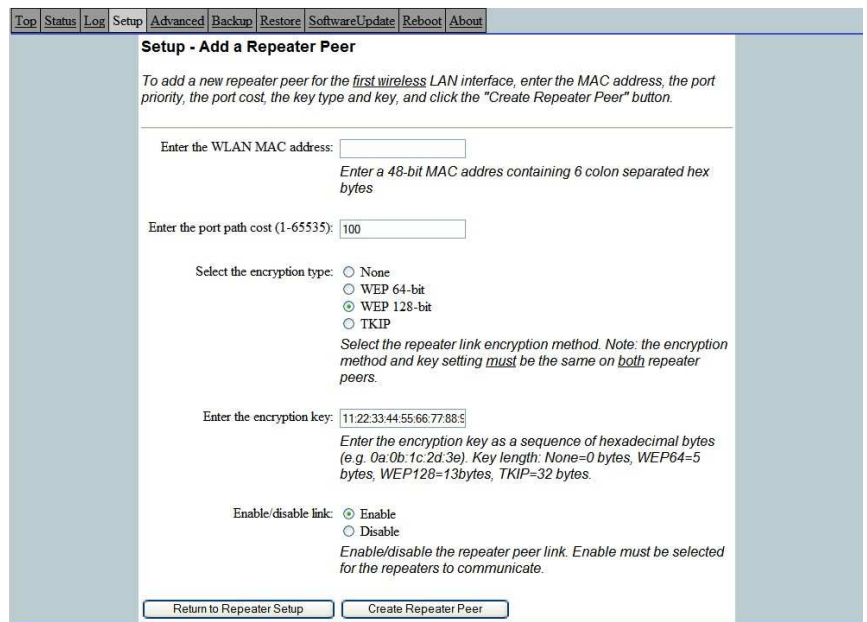 Top Status Log Setup Advanced Backup Restore SoftwareUpdate Reboot About
Setup - Add a Repeater Peer
To add a new repeater peer for the first wireless LAN interface, enter the MAC address, the port
priority, the port cost, the key type and key, and click the "Create Repeater Peer" button.
Enter the WLAN MAC address:
Enter a 48-bit MAC addres containing 6 colon separated hex
bytes
Enter the port path cost (1-65535): 100
Select the encryption type: None
WEP 64-bit
WEP 128-bit
TKIP
Select the repeater link encryption method. Note: the encryption
method and key setting must be the same on both repeater
peers.
Enter the encryption key: 11:22:33:44:55:66:77:88:9
Enter the encryption key as a sequence of hexadecimal bytes
(e.g. 0a:0b:1c:2d:3e). Key length: None=0 bytes, WEP64=5
bytes, WEP128=13bytes, TKIP=32 bytes.
Enable/disable link: Enable
Disable
Enable/disable the repeater peer link. Enable must be selected
for the repeaters to communicate.
Return to Repeater Setup Create Repeater Peer